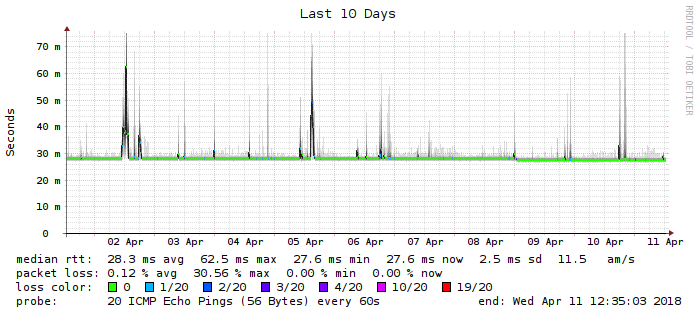 Last 10 Days
RRDTOOL / TOBI OETIKER
Seconds
70 m
60 m
50 m
40 m
30 m
20 m
10 m
0
02 Apr 03 Apr 04 Apr 05 Apr 06 Apr 07 Apr 08 Apr 09 Apr 10 Apr 11 Apr
median rtt: 28.3 ms avg 62.5 ms max 27.6 ms min 27.6 ms now 2.5 ms sd 11.5 am/s
packet loss: 0.12 % avg 30.56 % max 0.00 % min 0.00 % now
loss color: 0 1/20 2/20 3/20 4/20 10/20 19/20
probe: 20 ICMP Echo Pings (56 Bytes) every 60s end: Wed Apr 11 12:35:03 2018